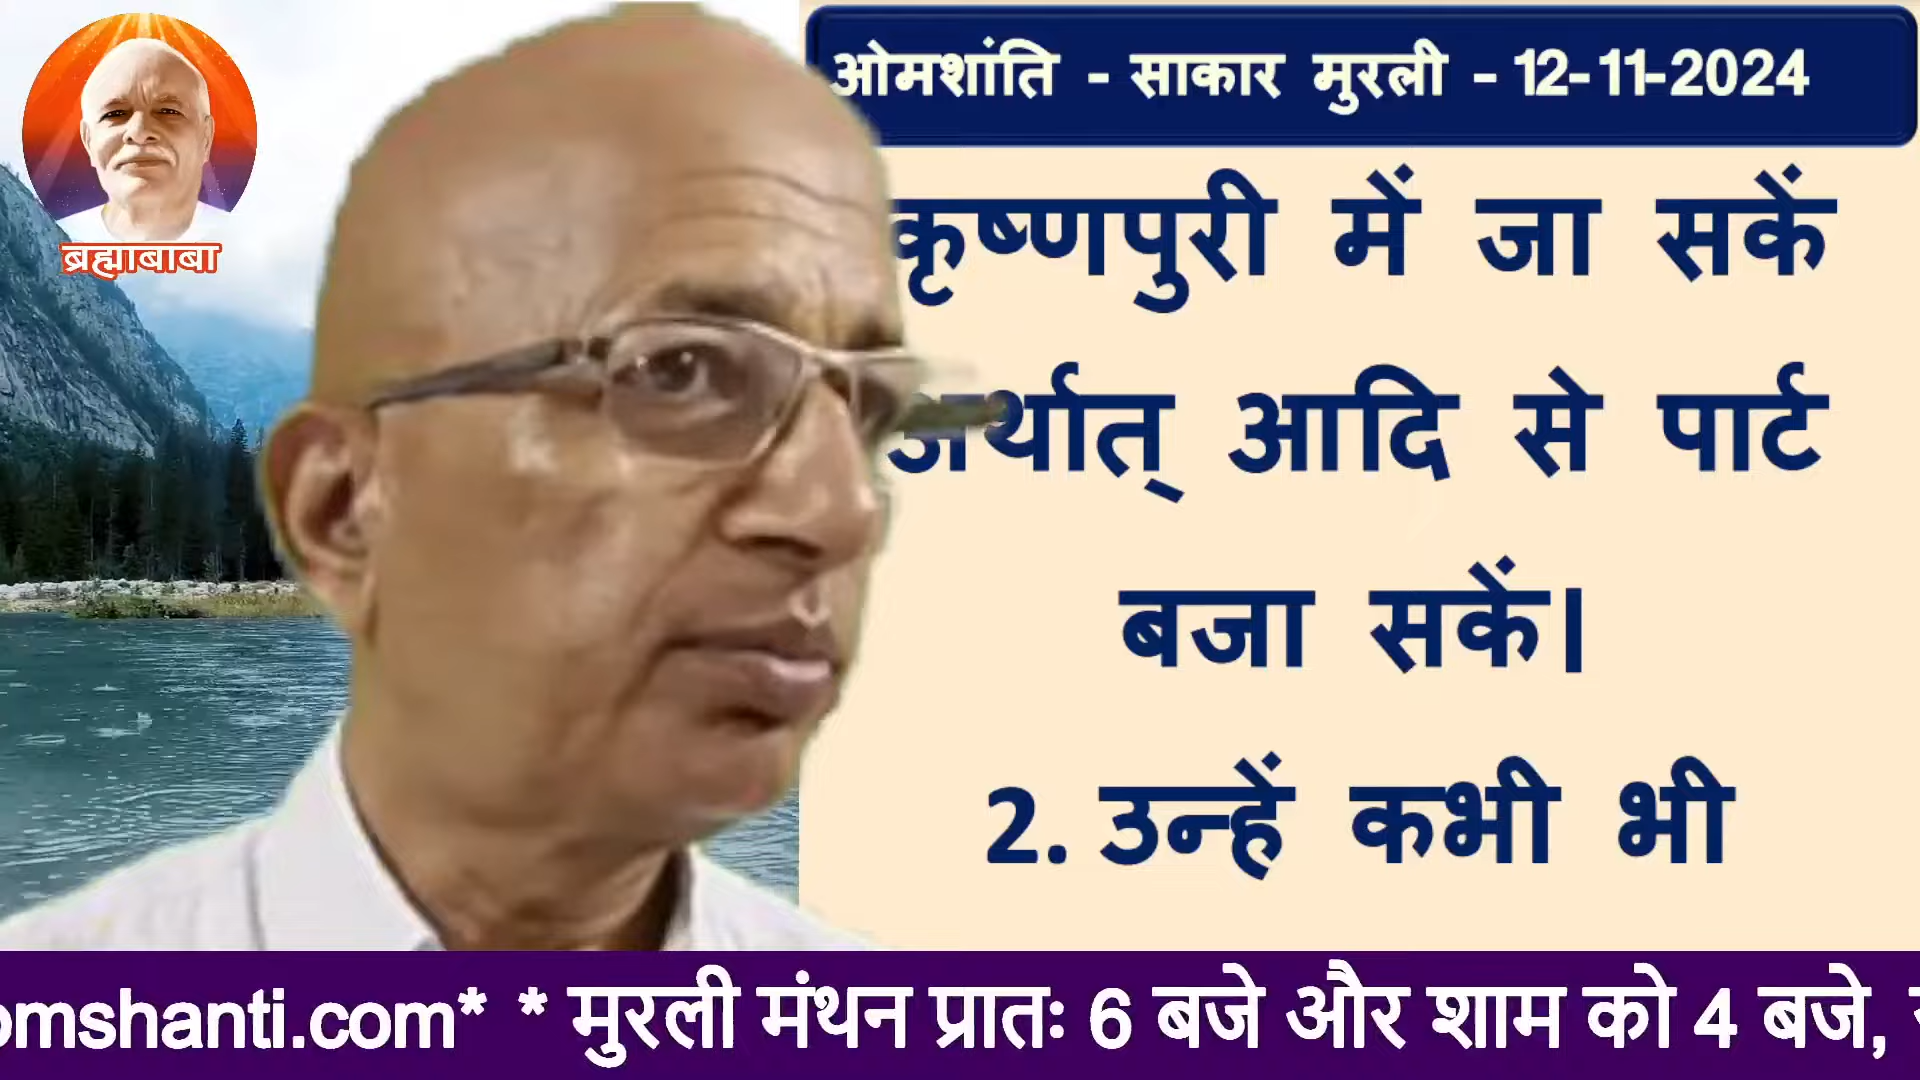 ओमशांति - साकार मुरली - 12-11-2024
ब्रह्माबाबा
कृष्णपुरी में जा सकें
अर्थात् आदि से पार्ट
बजा सकें।
2. उन्हें कभी भी
omshanti.com* * मुरली मंथन प्रातः 6 बजे और शाम को 4 बजे,